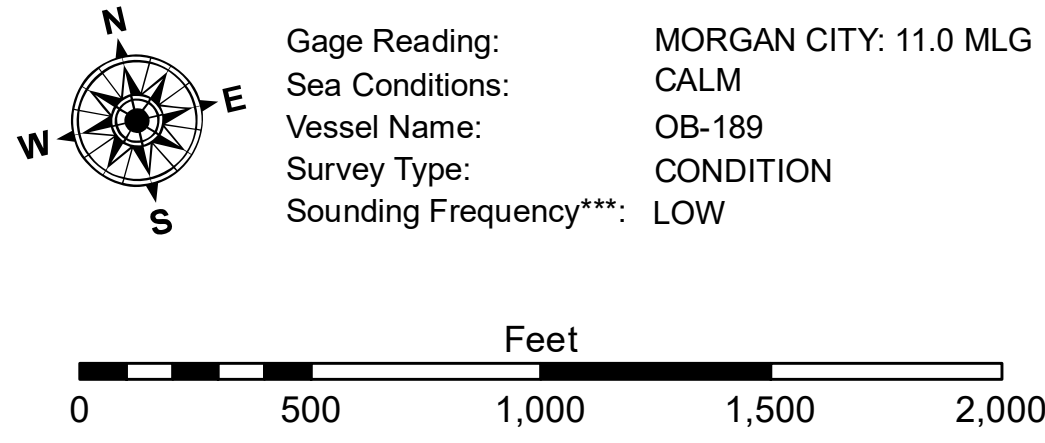 N
E
W
S
Gage Reading: MORGAN CITY: 11.0 MLG
Sea Conditions: CALM
Vessel Name: OB-189
Survey Type: CONDITION
Sounding Frequency***: LOW
Feet
0 500 1,000 1,500 2,000